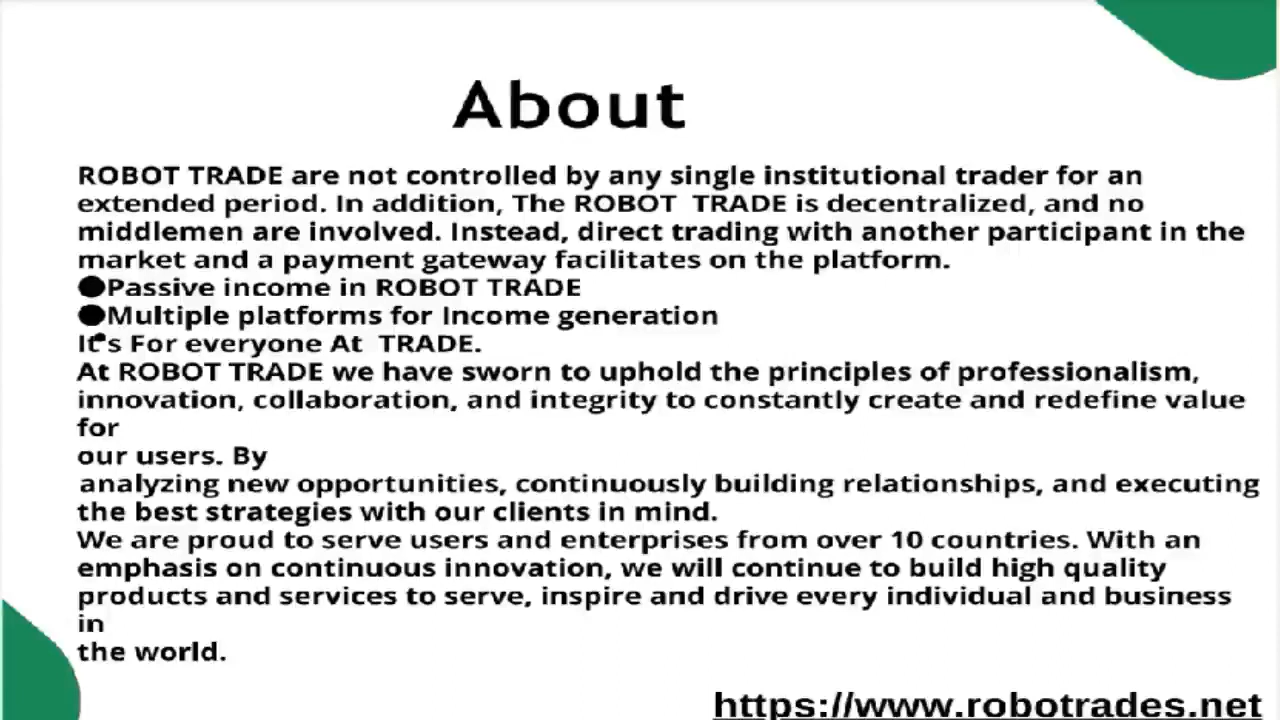 About
ROBOT TRADE are not controlled by any single institutional trader for an
extended period. In addition, The ROBOT TRADE is decentralized, and no
middlemen are involved. Instead, direct trading with another participant in the
market and a payment gateway facilitates on the platform.
●Passive income in ROBOT TRADE
●Multiple platforms for Income generation
It's For everyone At TRADE.
At ROBOT TRADE we have sworn to uphold the principles of professionalism,
innovation, collaboration, and integrity to constantly create and redefine value
for
our users. By
analyzing new opportunities, continuously building relationships, and executing
the best strategies with our clients in mind.
We are proud to serve users and enterprises from over 10 countries. With an
emphasis on continuous innovation, we will continue to build high quality
products and services to serve, inspire and drive every individual and business
in
the world.
https://www.robotrades.net